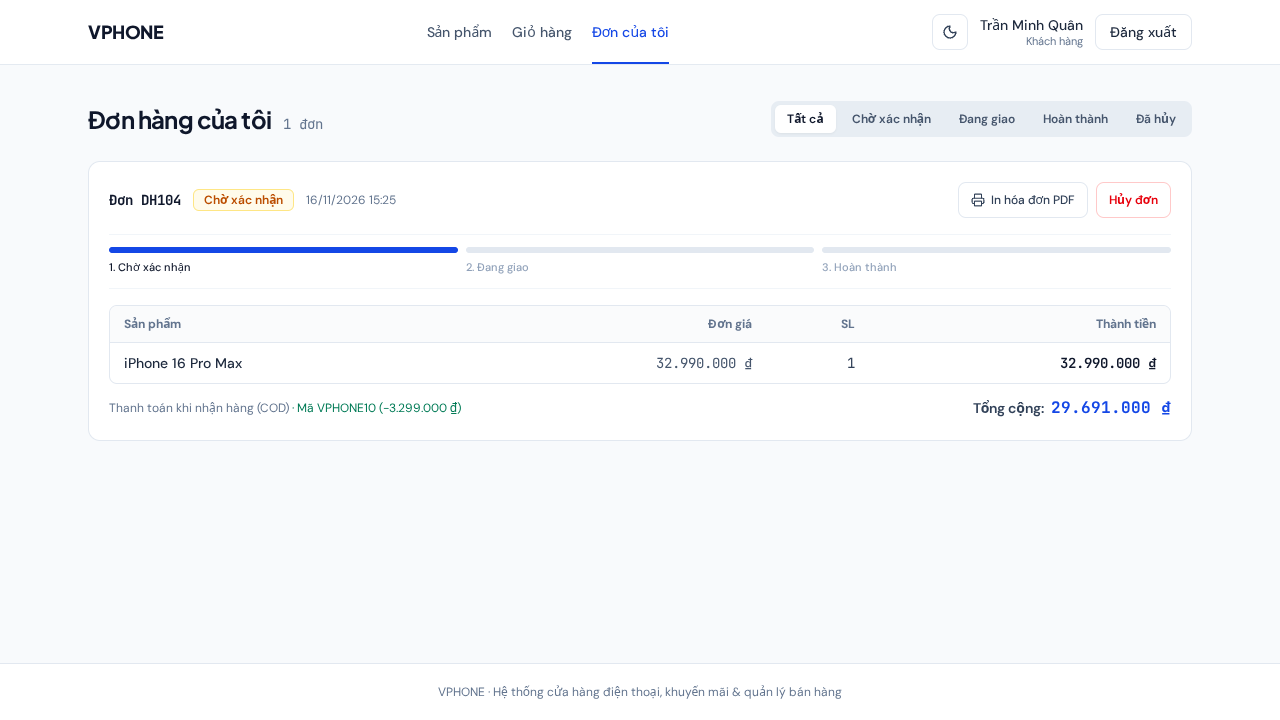 VPHONE
Sản phẩm
Giỏ hàng
Đơn của tôi
Trần Minh Quân
Khách hàng
Đăng xuất
Đơn hàng của tôi 1 đơn
Tất cả
Chờ xác nhận
Đang giao
Hoàn thành
Đã hủy
Đơn DH104 Chờ xác nhận 16/11/2026 15:25
In hóa đơn PDF
Hủy đơn
1. Chờ xác nhận
2. Đang giao
3. Hoàn thành
Sản phẩm Đơn giá SL Thành tiền
iPhone 16 Pro Max 32.990.000 ₫ 1 32.990.000 ₫
Thanh toán khi nhận hàng (COD) · Mã VPHONE10 (−3.299.000 ₫)
Tổng cộng: 29.691.000 ₫
VPHONE · Hệ thống cửa hàng điện thoại, khuyến mãi & quản lý bán hàng